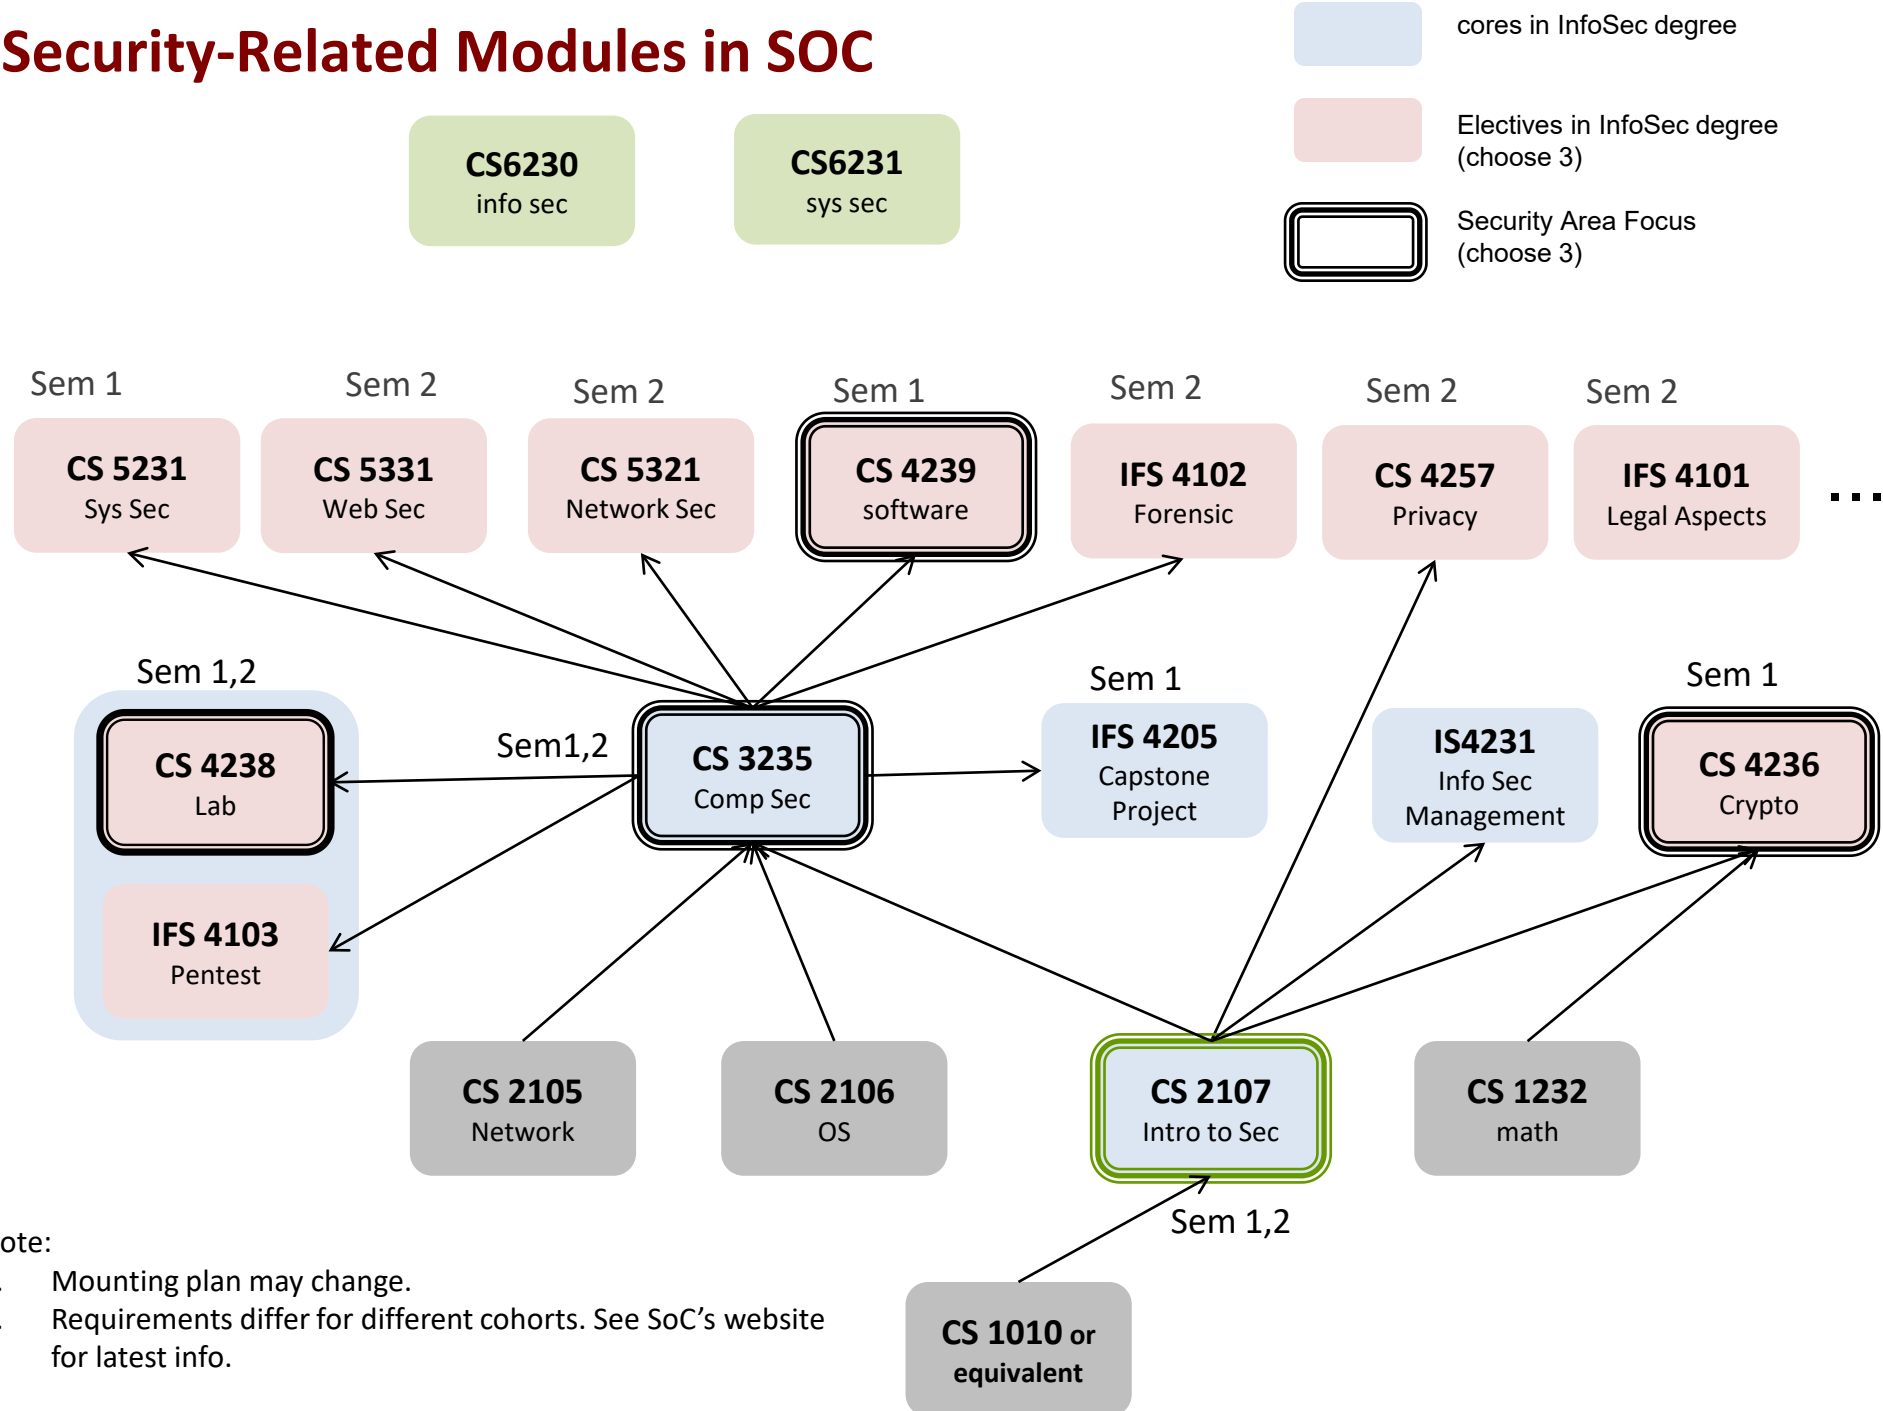 Security-Related Modules in SOC
cores in InfoSec degree
Electives in InfoSec degree
(choose 3)
Security Area Focus
(choose 3)
CS6230
info sec
CS6231
sys sec
Sem 1
Sem 2
Sem 2
Sem 1
Sem 2
Sem 2
Sem 2
CS 5231
Sys Sec
CS 5331
Web Sec
CS 5321
Network Sec
CS 4239
software
IFS 4102
Forensic
CS 4257
Privacy
IFS 4101
Legal Aspects
...
Sem 1,2
CS 4238
Lab
IFS 4103
Pentest
Sem1,2
CS 3235
Comp Sec
Sem 1
IFS 4205
Capstone
Project
IS4231
Info Sec
Management
Sem 1
CS 4236
Crypto
CS 2105
Network
CS 2106
OS
CS 2107
Intro to Sec
CS 1232
math
Sem 1,2
CS 1010 or
equivalent
ote:
. Mounting plan may change.
. Requirements differ for different cohorts. See SoC’s website
for latest info.